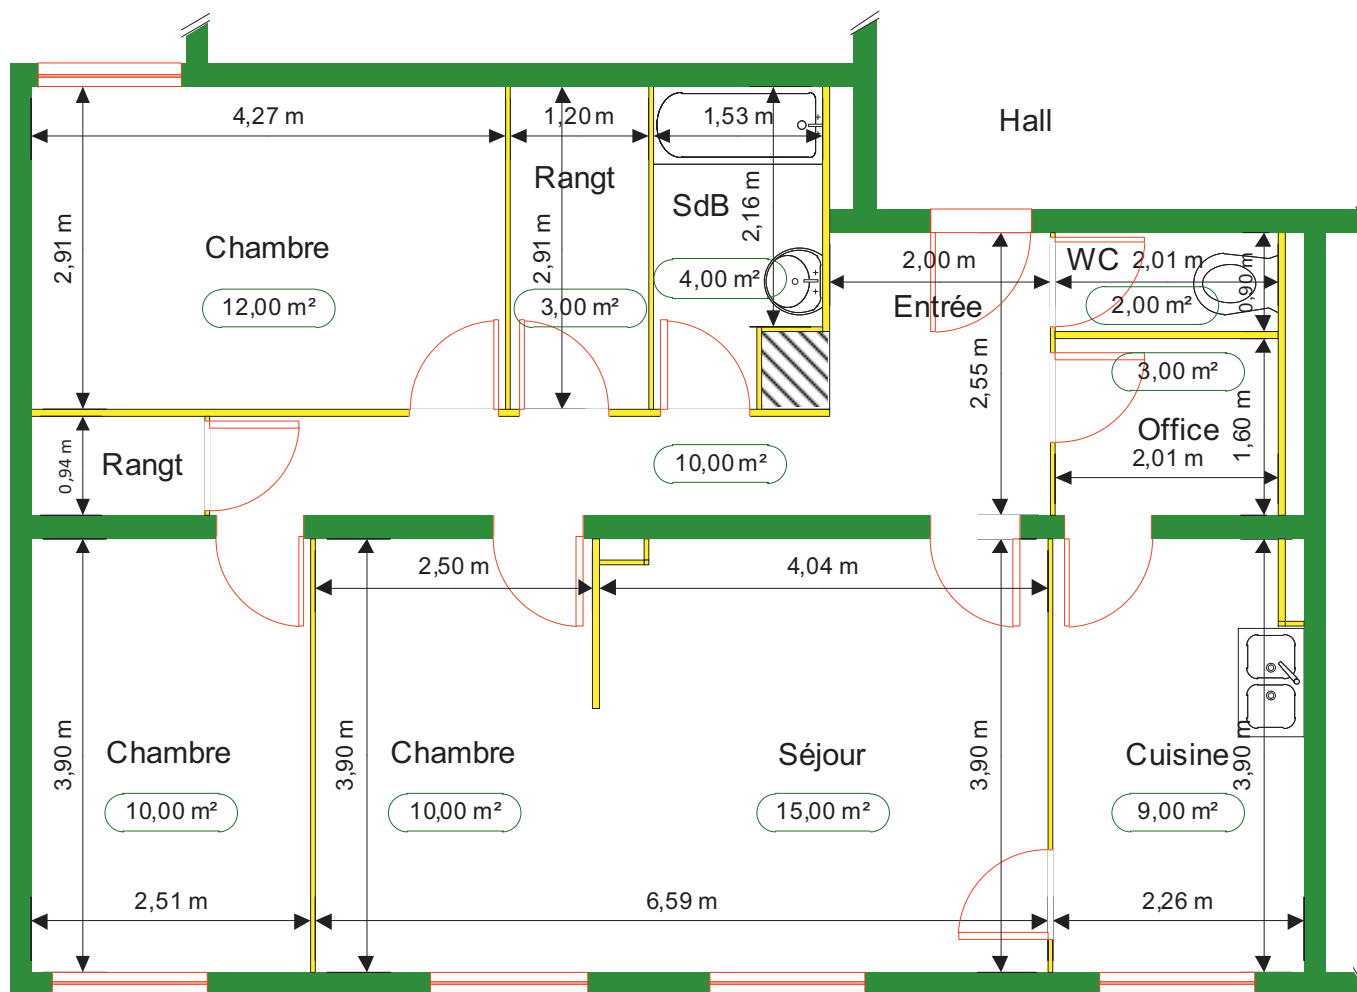 4,27 m
1,20 m
1,53 m
Hall
Rangt
SdB
2,16 m
2,91 m
2,91 m
Chambre
12,00 m²
3,00 m²
4,00 m²
2,00 m
Entrée
WC
2,01 m
0,90 m
2,00 m²
2,55 m
3,00 m²
Office
1,60 m
2,01 m
0,94 m
Rangt
10,00 m²
2,50 m
4,04 m
3,90 m
Chambre
10,00 m²
3,90 m
Chambre
10,00 m²
Séjour
15,00 m²
3,90 m
Cuisine
9,00 m²
3,90 m
2,51 m
6,59 m
2,26 m